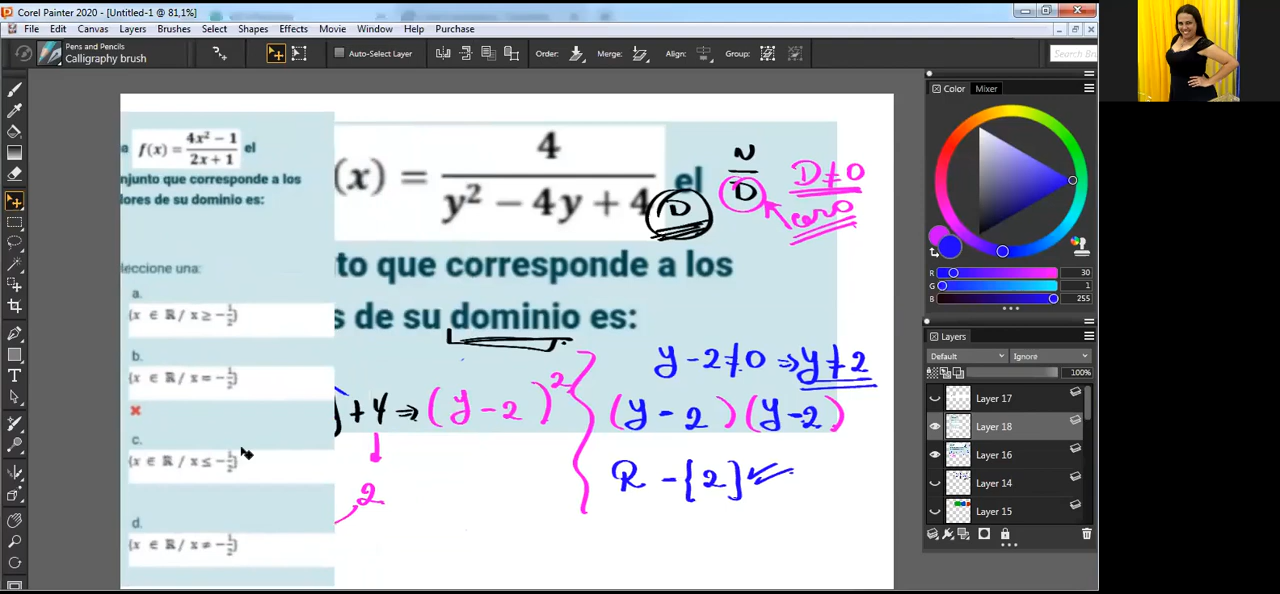 Corel Painter 2020 - [Untitled-1 @ 81,1%]
File Edit Canvas Layers Brushes Select Shapes Effects Movie Window Help Purchase
Pens and Pencils
Calligraphy brush
Auto-Select Layer
Order:
Merge:
Align:
Group:
Search Brush
a f(x) = 4x² − 1 / 2x + 1 el
njunto que corresponde a los
lores de su dominio es:
leccione una:
a.
{x ∈ ℝ / x ≥ −1/2}
b.
{x ∈ ℝ / x = −1/2}
c.
{x ∈ ℝ / x ≤ −1/2}
d.
{x ∈ ℝ / x ≠ −1/2}
(x) = 4 / y² − 4y + 4 el
D
N
D
D≠0
cero
to que corresponde a los
s de su dominio es:
y-2≠0 ⇒ y≠2
y+4 ⇒ (y-2)²
(y-2)(y-2)
2
R - {2}
Color Mixer
R 30
G 1
B 255
Layers
Default Ignore
100%
Layer 17
Layer 18
Layer 16
Layer 14
Layer 15